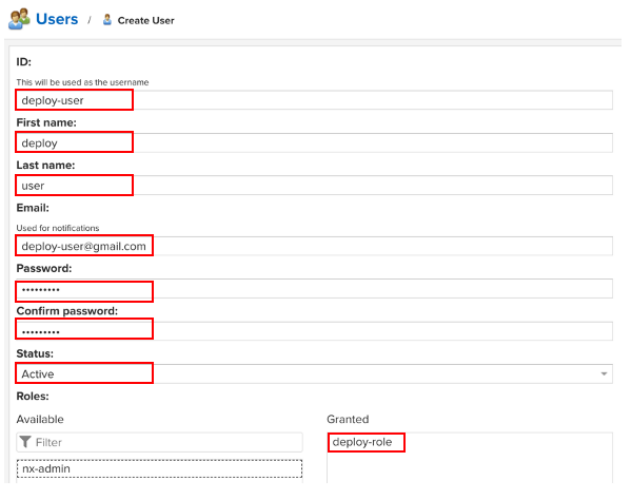 Users / Create User
ID:
This will be used as the username
deploy-user
First name:
deploy
Last name:
user
Email:
Used for notifications
deploy-user@gmail.com
Password:
•••••••••
Confirm password:
•••••••••
Status:
Active
Roles:
Available Granted
Filter deploy-role
nx-admin